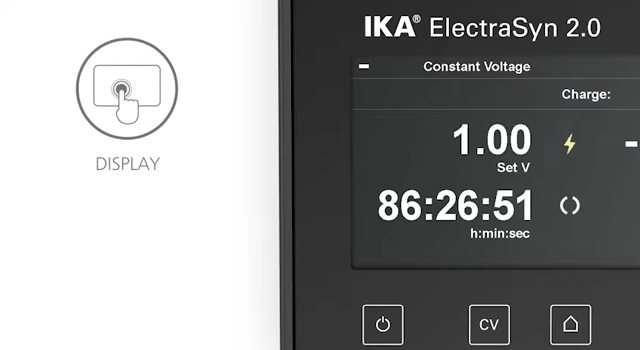 IKA® ElectraSyn 2.0
Constant Voltage
Charge:
1.00
Set V
86:26:51
h:min:sec
DISPLAY
CV